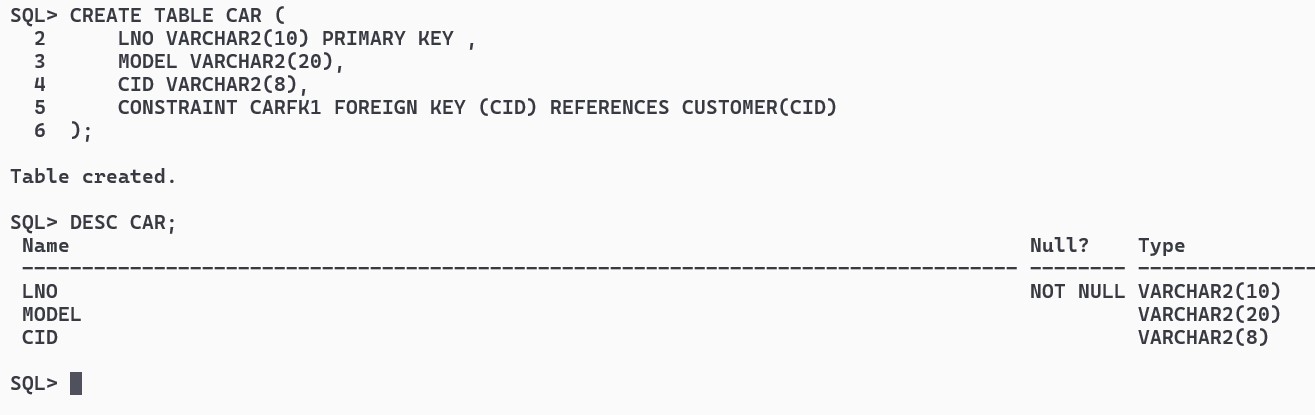 SQL> CREATE TABLE CAR (
  2      LNO VARCHAR2(10) PRIMARY KEY ,
  3      MODEL VARCHAR2(20),
  4      CID VARCHAR2(8),
  5      CONSTRAINT CARFK1 FOREIGN KEY (CID) REFERENCES CUSTOMER(CID)
  6  );
Table created.
SQL> DESC CAR;
 Name                                                                                Null?    Type
 ----------------------------------------------------------------------------------- -------- ---------------
 LNO                                                                                 NOT NULL VARCHAR2(10)
 MODEL                                                                                        VARCHAR2(20)
 CID                                                                                          VARCHAR2(8)
SQL>